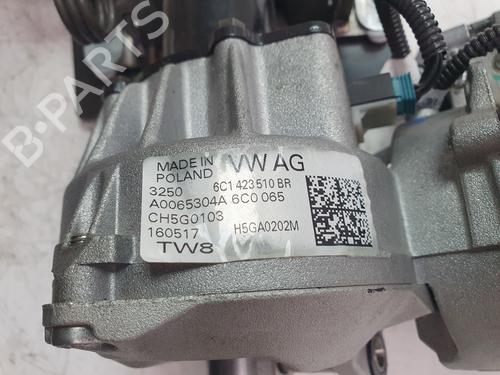 B-PARTS
MADE IN POLAND
VW AG
3250 6C1 423 510 BR
A0065304A 6C0 065
CH5G0103
160517 H5GA0202M
TW8